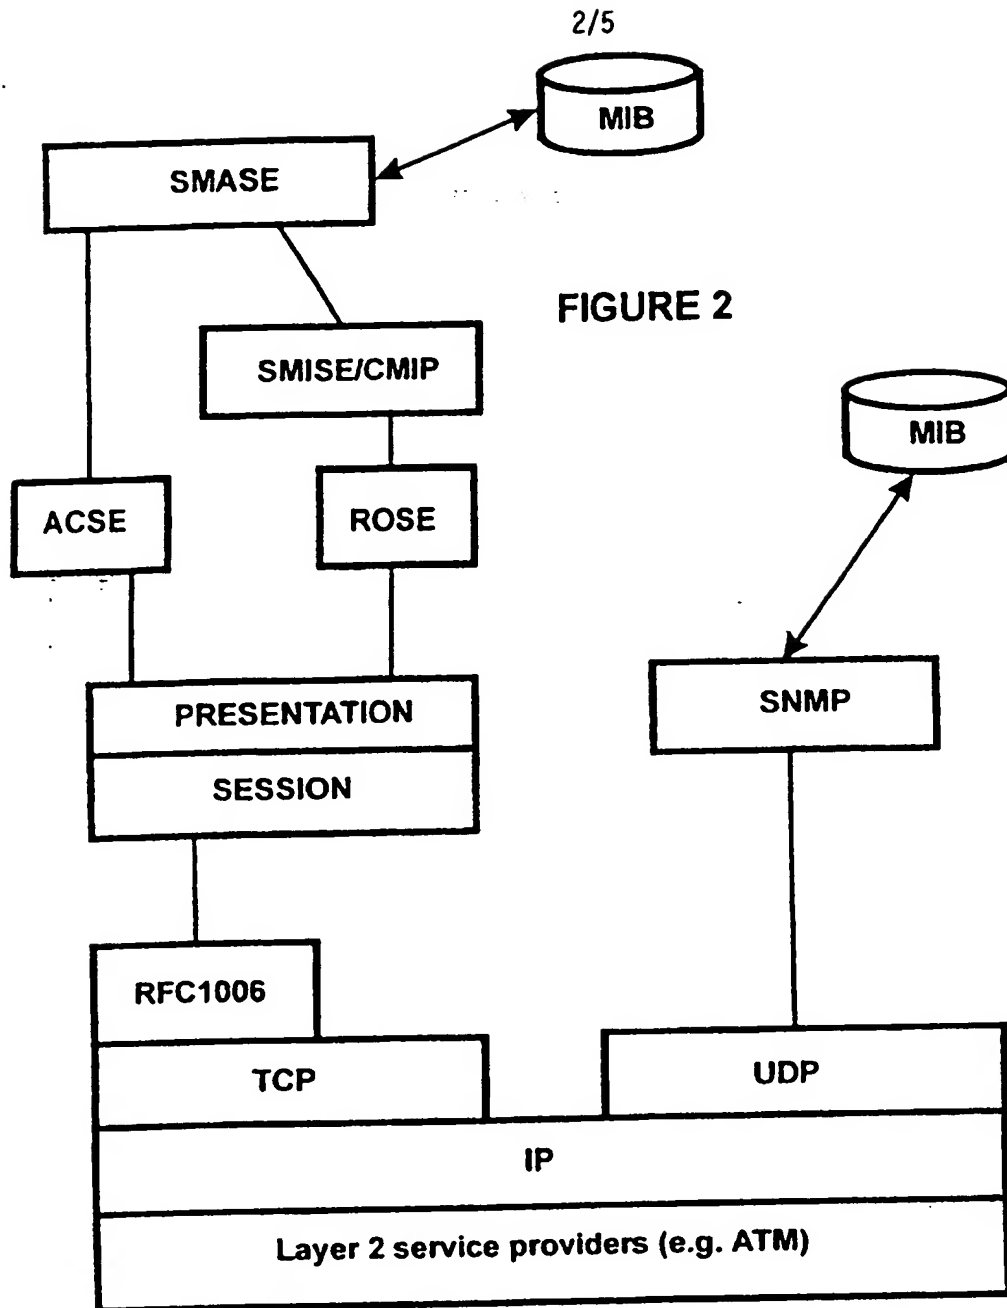 2/5
MIB
SMASE
FIGURE 2
SMISE/CMIP
MIB
ACSE
ROSE
PRESENTATION
SNMP
SESSION
RFC1006
TCP
UDP
IP
Layer 2 service providers (e.g. ATM)